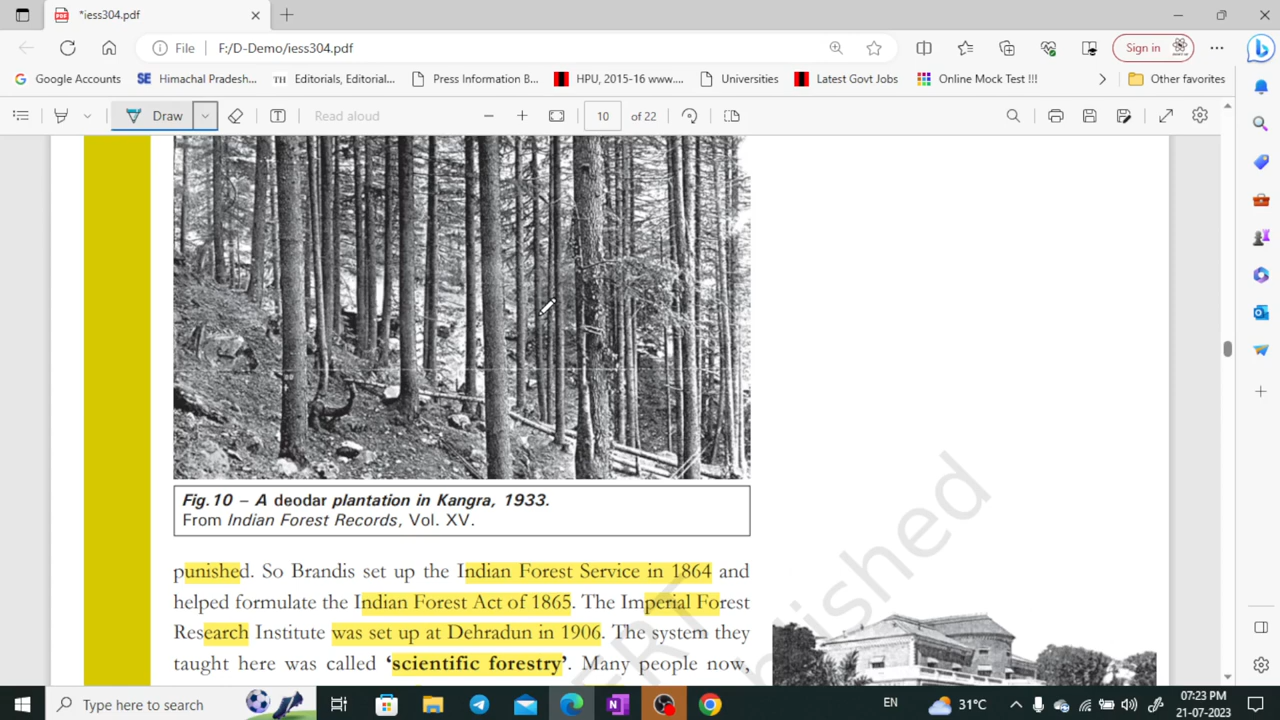 *iess304.pdf
File F:/D-Demo/iess304.pdf Sign in
Google Accounts SE Himachal Pradesh... TH Editorials, Editorial... Press Information B... HPU, 2015-16 www.... Universities Latest Govt Jobs Online Mock Test !!! Other favorites
Draw Read aloud 10 of 22
Fig.10 – A deodar plantation in Kangra, 1933.
From Indian Forest Records, Vol. XV.
punished. So Brandis set up the Indian Forest Service in 1864 and
helped formulate the Indian Forest Act of 1865. The Imperial Forest
Research Institute was set up at Dehradun in 1906. The system they
taught here was called ‘scientific forestry’. Many people now,
Type here to search EN 31°C 07:23 PM
21-07-2023